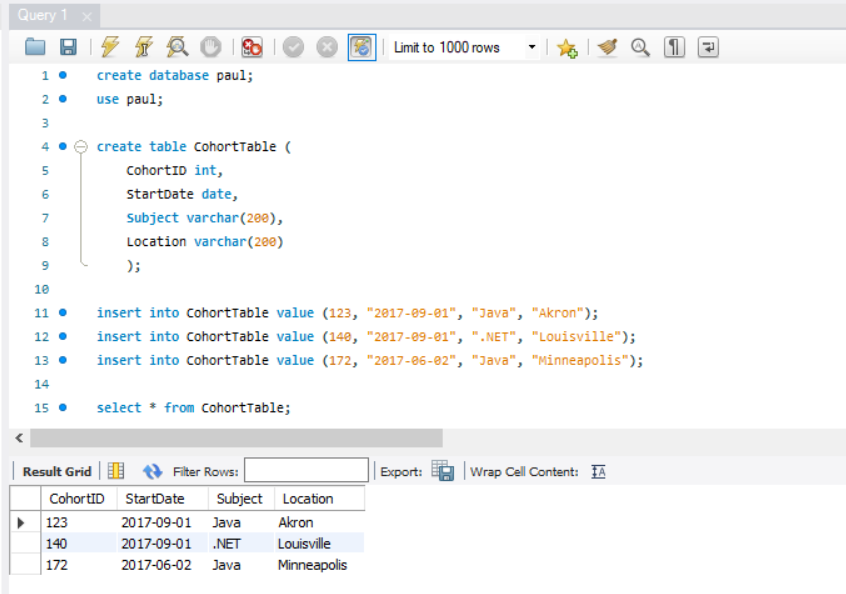 Query 1
Limit to 1000 rows
1 create database paul;
2 use paul;
3
4 create table CohortTable (
5 CohortID int,
6 StartDate date,
7 Subject varchar(200),
8 Location varchar(200)
9 );
10
11 insert into CohortTable value (123, "2017-09-01", "Java", "Akron");
12 insert into CohortTable value (140, "2017-09-01", ".NET", "Louisville");
13 insert into CohortTable value (172, "2017-06-02", "Java", "Minneapolis");
14
15 select * from CohortTable;
Result Grid Filter Rows: Export: Wrap Cell Content: IA
CohortID StartDate Subject Location
123 2017-09-01 Java Akron
140 2017-09-01 .NET Louisville
172 2017-06-02 Java Minneapolis